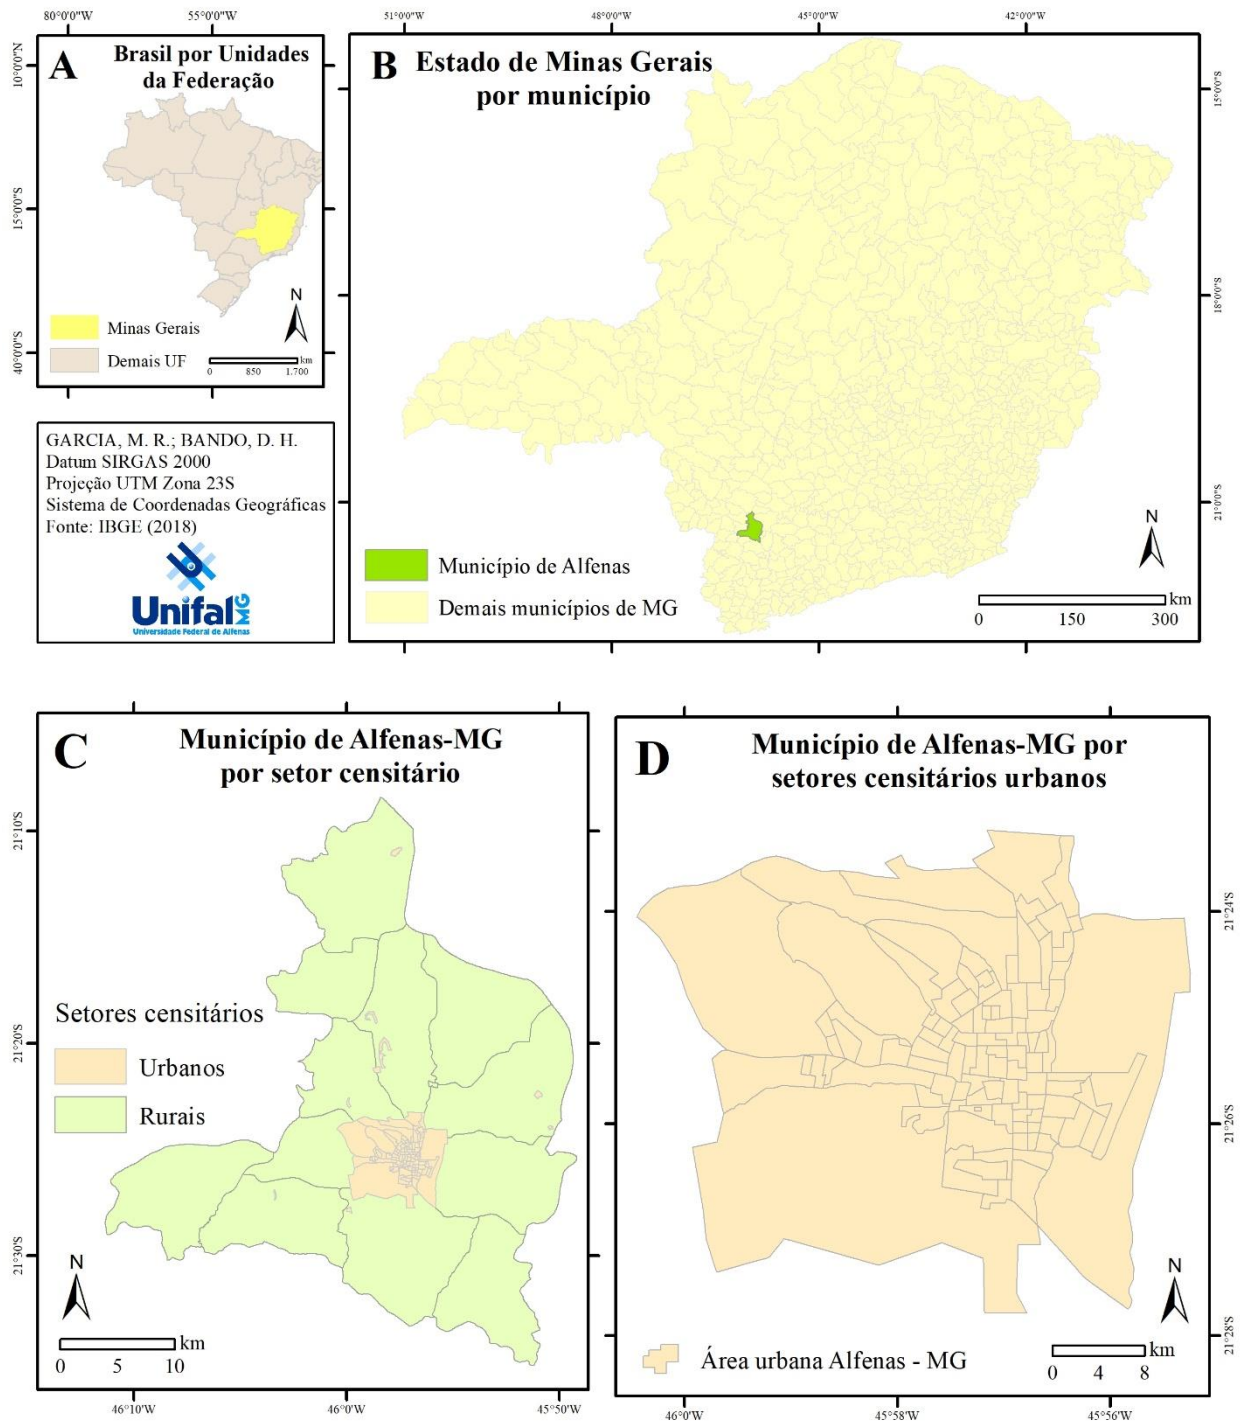 80°0'0"W
55°0'0"W
51°0'0"W
48°0'0"W
45°0'0"W
42°0'0"W
A
Brasil por Unidades
da Federação
10°0'0"N
15°0'0"S
40°0'0"S
N
Minas Gerais
Demais UF
km
0 850 1.700
B
Estado de Minas Gerais
por município
15°0'0"S
18°0'0"S
21°0'0"S
N
Município de Alfenas
Demais municípios de MG
km
0 150 300
GARCIA, M. R.; BANDO, D. H.
Datum SIRGAS 2000
Projeção UTM Zona 23S
Sistema de Coordenadas Geográficas
Fonte: IBGE (2018)
Unifal MG
Universidade Federal de Alfenas
C
Município de Alfenas-MG
por setor censitário
21°10'S
21°20'S
21°30'S
Setores censitários
Urbanos
Rurais
N
km
0 5 10
46°10'W
46°0'W
45°50'W
D
Município de Alfenas-MG por
setores censitários urbanos
21°24'S
21°26'S
21°28'S
N
Área urbana Alfenas - MG
km
0 4 8
46°0'W
45°58'W
45°56'W